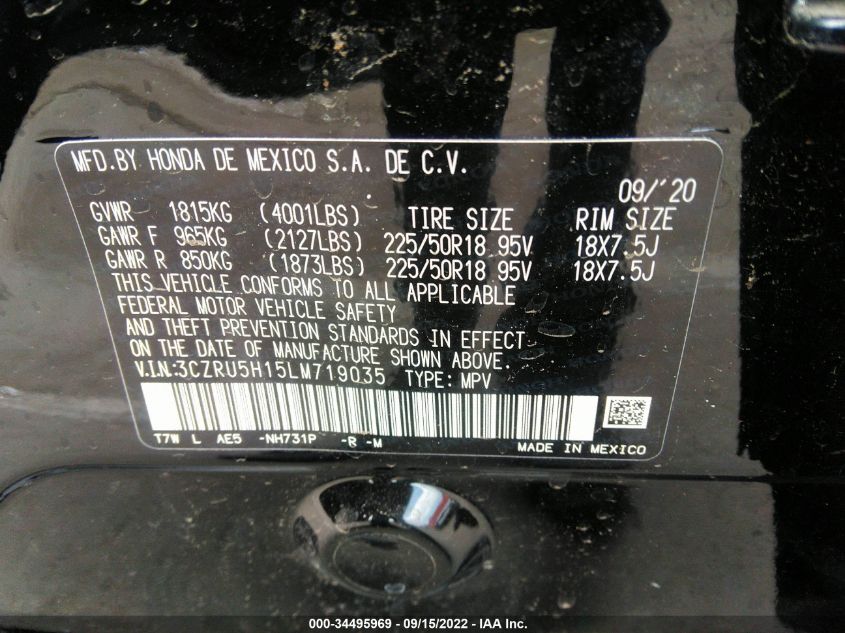 MFD.BY HONDA DE MEXICO S.A. DE C.V.
09/'20
GVWR 1815KG (4001LBS) TIRE SIZE RIM SIZE
GAWR F 965KG (2127LBS) 225/50R18 95V 18X7.5J
GAWR R 850KG (1873LBS) 225/50R18 95V 18X7.5J
THIS VEHICLE CONFORMS TO ALL APPLICABLE
FEDERAL MOTOR VEHICLE SAFETY
AND THEFT PREVENTION STANDARDS IN EFFECT
ON THE DATE OF MANUFACTURE SHOWN ABOVE.
V.I.N:3CZRU5H15LM719035 TYPE: MPV
T7W L AE5 -NH731P -R -M
MADE IN MEXICO
000-34495969 - 09/15/2022 - IAA Inc.